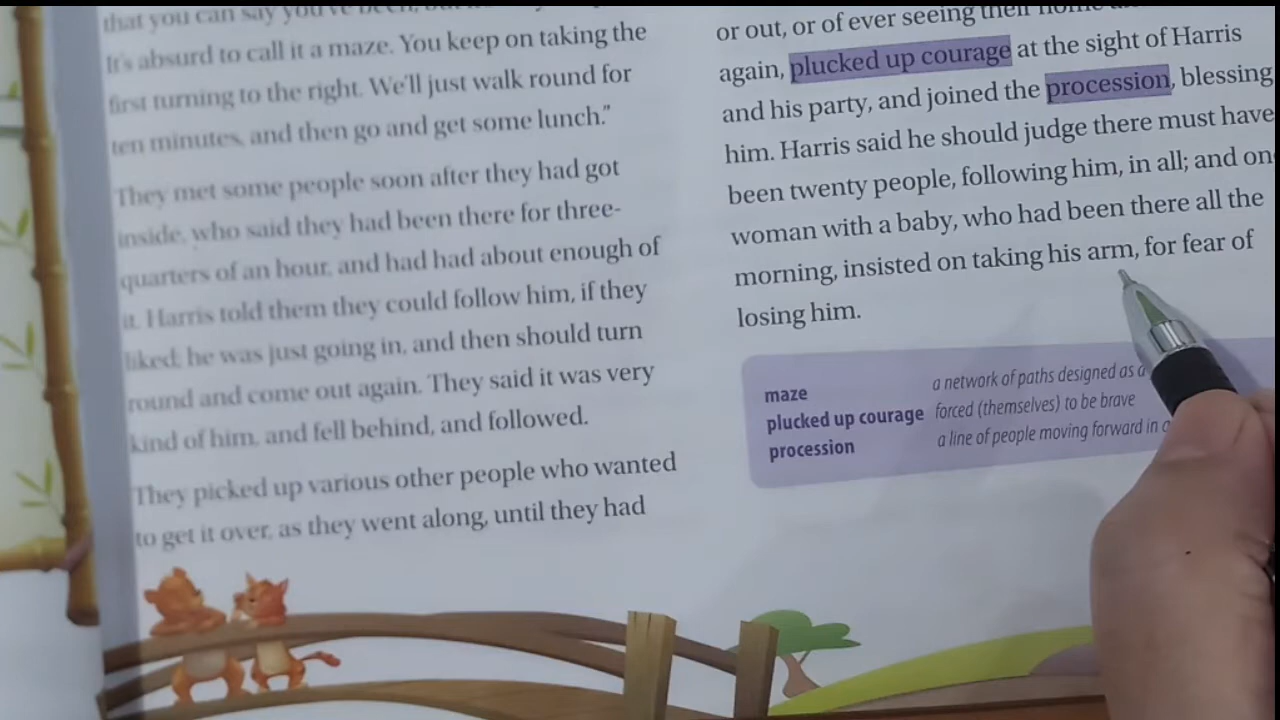 that you can say you've been,
It's absurd to call it a maze. You keep on taking the
first turning to the right. We'll just walk round for
ten minutes, and then go and get some lunch."
They met some people soon after they had got
inside, who said they had been there for three-
quarters of an hour, and had had about enough of
it. Harris told them they could follow him, if they
liked; he was just going in, and then should turn
round and come out again. They said it was very
kind of him, and fell behind, and followed.
They picked up various other people who wanted
to get it over, as they went along, until they had
or out, or of ever seeing their home
again, plucked up courage at the sight of Harris
and his party, and joined the procession, blessing
him. Harris said he should judge there must have
been twenty people, following him, in all; and on
woman with a baby, who had been there all the
morning, insisted on taking his arm, for fear of
losing him.
maze a network of paths designed as a
plucked up courage forced (themselves) to be brave
procession a line of people moving forward in